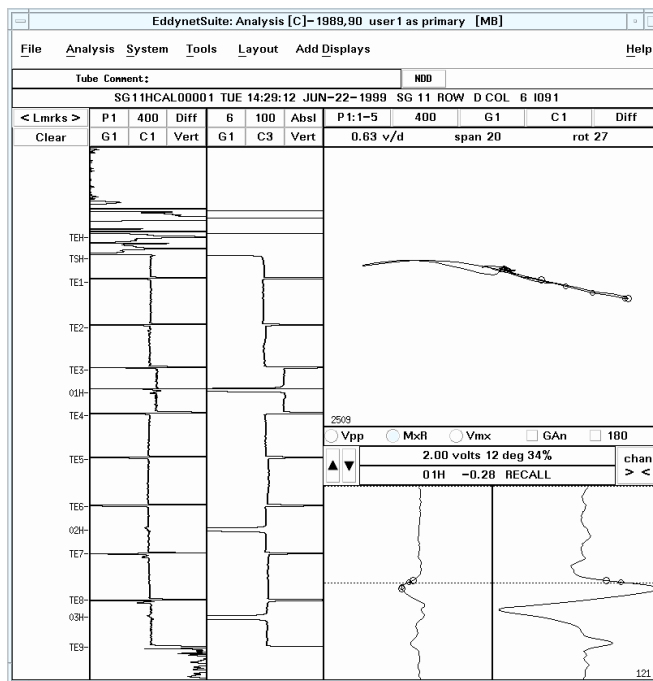 EddynetSuite: Analysis [C]-1989,90 user1 as primary [MB]
File Analysis System Tools Layout Add Displays Help
Tube Comment: NDD
SG11HCAL00001 TUE 14:29:12 JUN-22-1999 SG 11 ROW D COL 6 I091
< Lmrks > P1 400 Diff 6 100 Absl P1:1-5 400 G1 C1 Diff
Clear G1 C1 Vert G1 C3 Vert 0.63 v/d span 20 rot 27
TEH
TSH
TE1
TE2
TE3
01H
TE4
TE5
TE6
02H
TE7
TE8
03H
TE9
2509
Vpp MxR Vmx GAn 180
2.00 volts 12 deg 34% chan
01H -0.28 RECALL > <
121